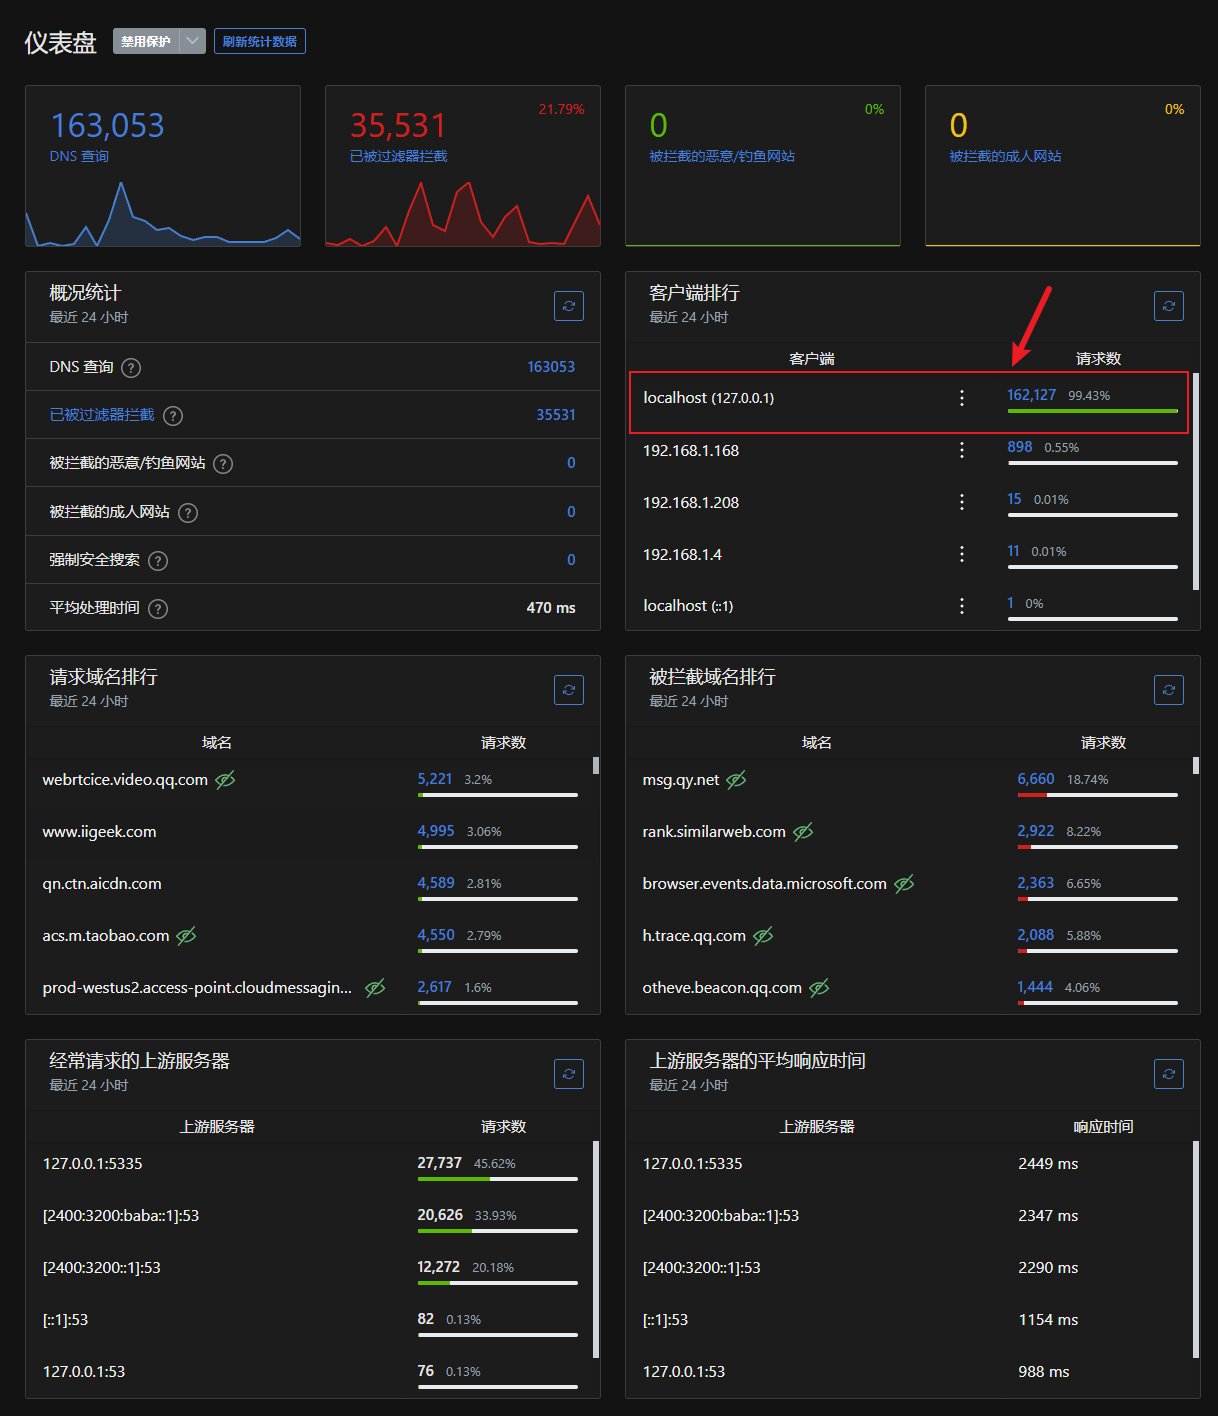 仪表盘
禁用保护
刷新统计数据
163,053
DNS 查询
21.79%
35,531
已被过滤器拦截
0%
0
被拦截的恶意/钓鱼网站
0%
0
被拦截的成人网站
概况统计
最近 24 小时
DNS 查询 ? 163053
已被过滤器拦截 ? 35531
被拦截的恶意/钓鱼网站 ? 0
被拦截的成人网站 ? 0
强制安全搜索 ? 0
平均处理时间 ? 470 ms
客户端排行
最近 24 小时
客户端 请求数
localhost (127.0.0.1) 162,127 99.43%
192.168.1.168 898 0.55%
192.168.1.208 15 0.01%
192.168.1.4 11 0.01%
localhost (::1) 1 0%
请求域名排行
最近 24 小时
域名 请求数
webrtcice.video.qq.com 5,221 3.2%
www.iigeek.com 4,995 3.06%
qn.ctn.aicdn.com 4,589 2.81%
acs.m.taobao.com 4,550 2.79%
prod-westus2.access-point.cloudmessagin... 2,617 1.6%
被拦截域名排行
最近 24 小时
域名 请求数
msg.qy.net 6,660 18.74%
rank.similarweb.com 2,922 8.22%
browser.events.data.microsoft.com 2,363 6.65%
h.trace.qq.com 2,088 5.88%
otheve.beacon.qq.com 1,444 4.06%
经常请求的上游服务器
最近 24 小时
上游服务器 请求数
127.0.0.1:5335 27,737 45.62%
[2400:3200:baba::1]:53 20,626 33.93%
[2400:3200::1]:53 12,272 20.18%
[::1]:53 82 0.13%
127.0.0.1:53 76 0.13%
上游服务器的平均响应时间
最近 24 小时
上游服务器 响应时间
127.0.0.1:5335 2449 ms
[2400:3200:baba::1]:53 2347 ms
[2400:3200::1]:53 2290 ms
[::1]:53 1154 ms
127.0.0.1:53 988 ms